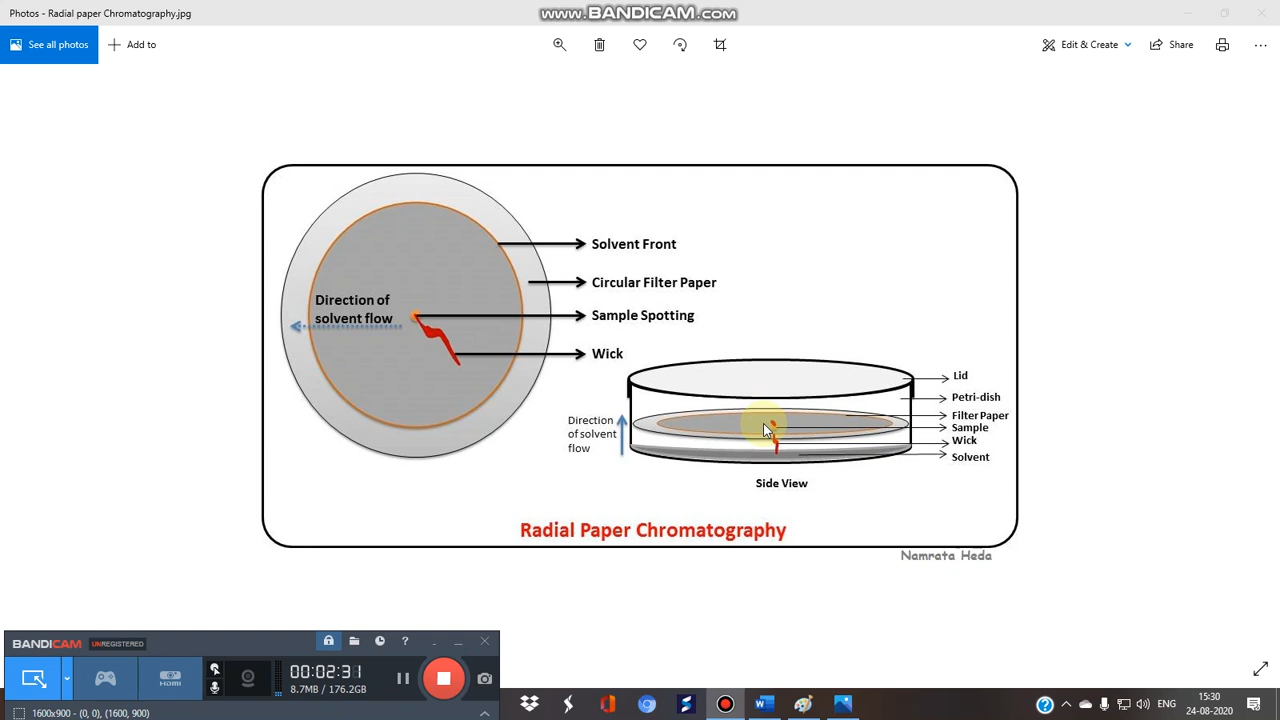 Photos - Radial paper Chromatography.jpg
www.BANDICAM.com
See all photos
Add to
Edit & Create
Share
Solvent Front
Circular Filter Paper
Direction of
solvent flow
Sample Spotting
Wick
Lid
Petri-dish
Filter Paper
Sample
Wick
Solvent
Direction
of solvent
flow
Side View
Radial Paper Chromatography
Namrata Heda
BANDICAM UNREGISTERED
HDMI
00:02:31
8.7MB / 176.2GB
1600x900 - (0, 0), (1600, 900)
15:30
24-08-2020